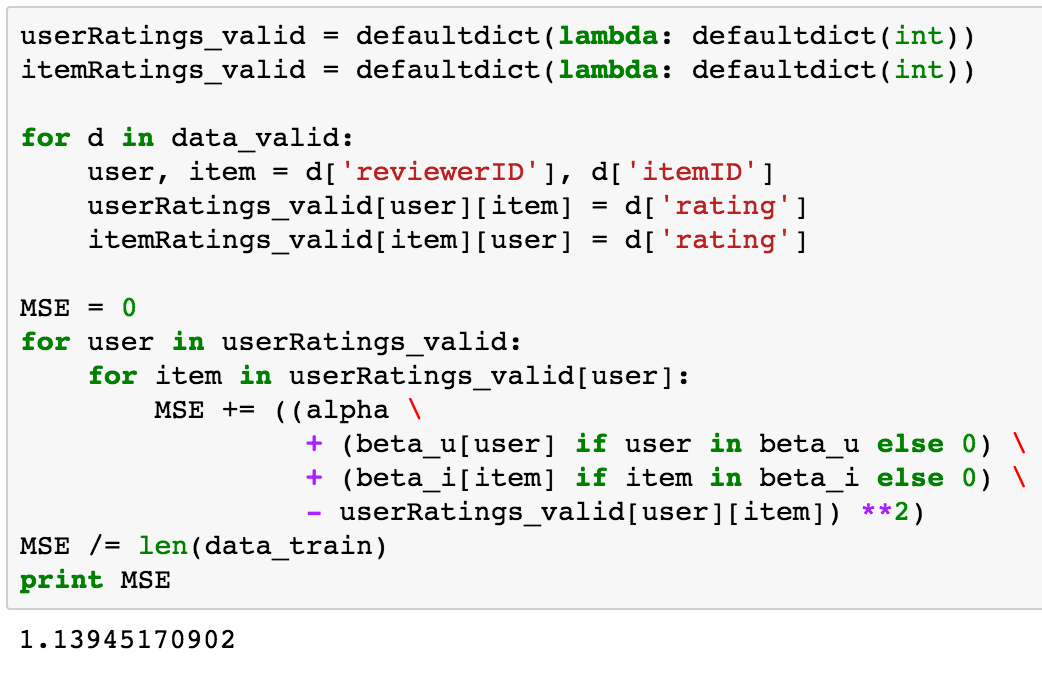 userRatings_valid = defaultdict(lambda: defaultdict(int))
itemRatings_valid = defaultdict(lambda: defaultdict(int))

for d in data_valid:
    user, item = d['reviewerID'], d['itemID']
    userRatings_valid[user][item] = d['rating']
    itemRatings_valid[item][user] = d['rating']

MSE = 0
for user in userRatings_valid:
    for item in userRatings_valid[user]:
        MSE += ((alpha \
                 + (beta_u[user] if user in beta_u else 0) \
                 + (beta_i[item] if item in beta_i else 0) \
                 - userRatings_valid[user][item]) **2)
MSE /= len(data_train)
print MSE
1.13945170902